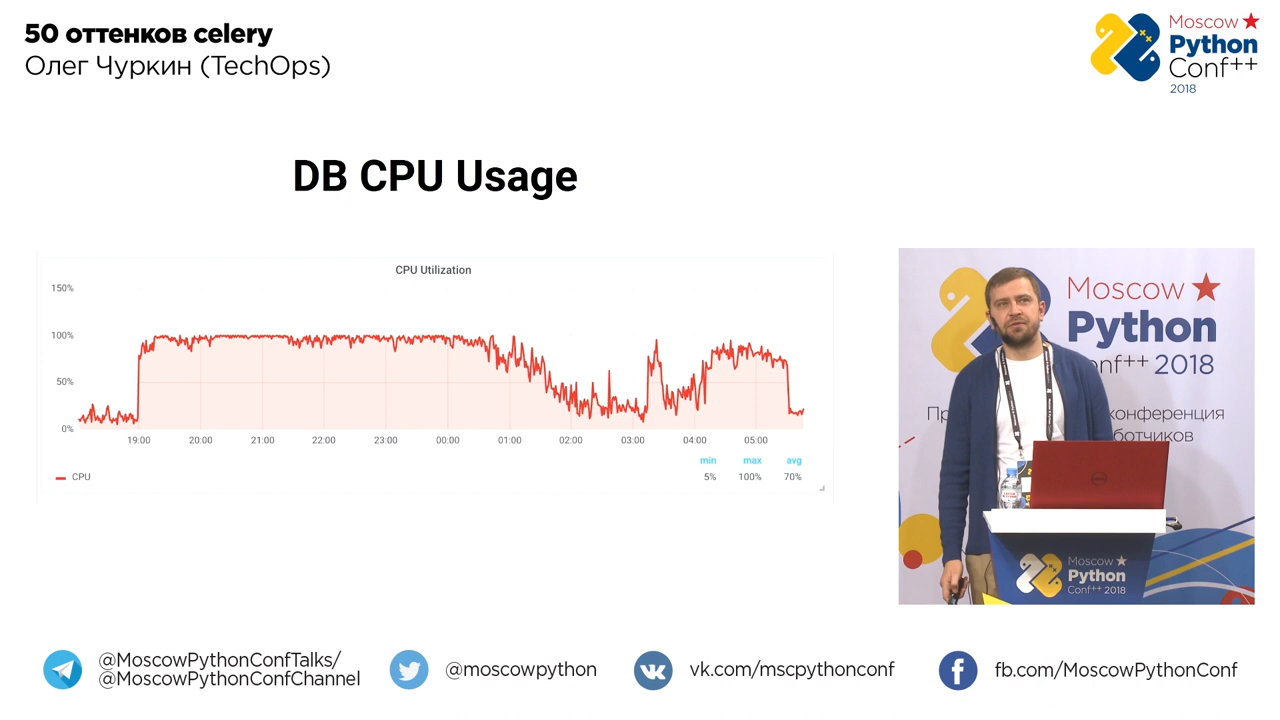 50 оттенков celery
Олег Чуркин (TechOps)
Moscow
Python
Conf++
2018
DB CPU Usage
CPU Utilization
150%
100%
50%
0%
19:00 20:00 21:00 22:00 23:00 00:00 01:00 02:00 03:00 04:00 05:00
min max avg
CPU 5% 100% 70%
Moscow
Python
onf++ 2018
Пр конференция
ботчиков
DELL
Moscow
Python
Conf++ 2018
@MoscowPythonConfTalks/
@MoscowPythonConfChannel
@moscowpython
vk.com/mscpythonconf
fb.com/MoscowPythonConf